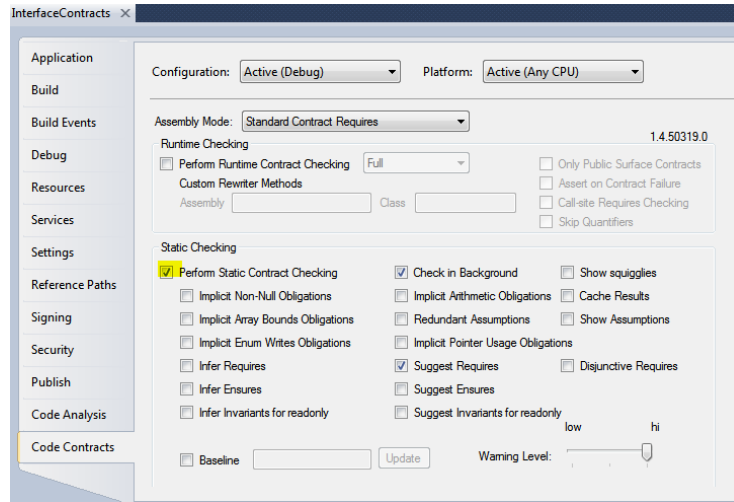 InterfaceContracts ×
Application
Build
Build Events
Debug
Resources
Services
Settings
Reference Paths
Signing
Security
Publish
Code Analysis
Code Contracts
Configuration: Active (Debug) Platform: Active (Any CPU)
Assembly Mode: Standard Contract Requires
1.4.50319.0
Runtime Checking
Perform Runtime Contract Checking Full Only Public Surface Contracts
Custom Rewriter Methods Assert on Contract Failure
Assembly Class Call-site Requires Checking
Skip Quantifiers
Static Checking
Perform Static Contract Checking Check in Background Show squigglies
Implicit Non-Null Obligations Implicit Arithmetic Obligations Cache Results
Implicit Array Bounds Obligations Redundant Assumptions Show Assumptions
Implicit Enum Writes Obligations Implicit Pointer Usage Obligations
Infer Requires Suggest Requires Disjunctive Requires
Infer Ensures Suggest Ensures
Infer Invariants for readonly Suggest Invariants for readonly
low hi
Baseline Update Warning Level: